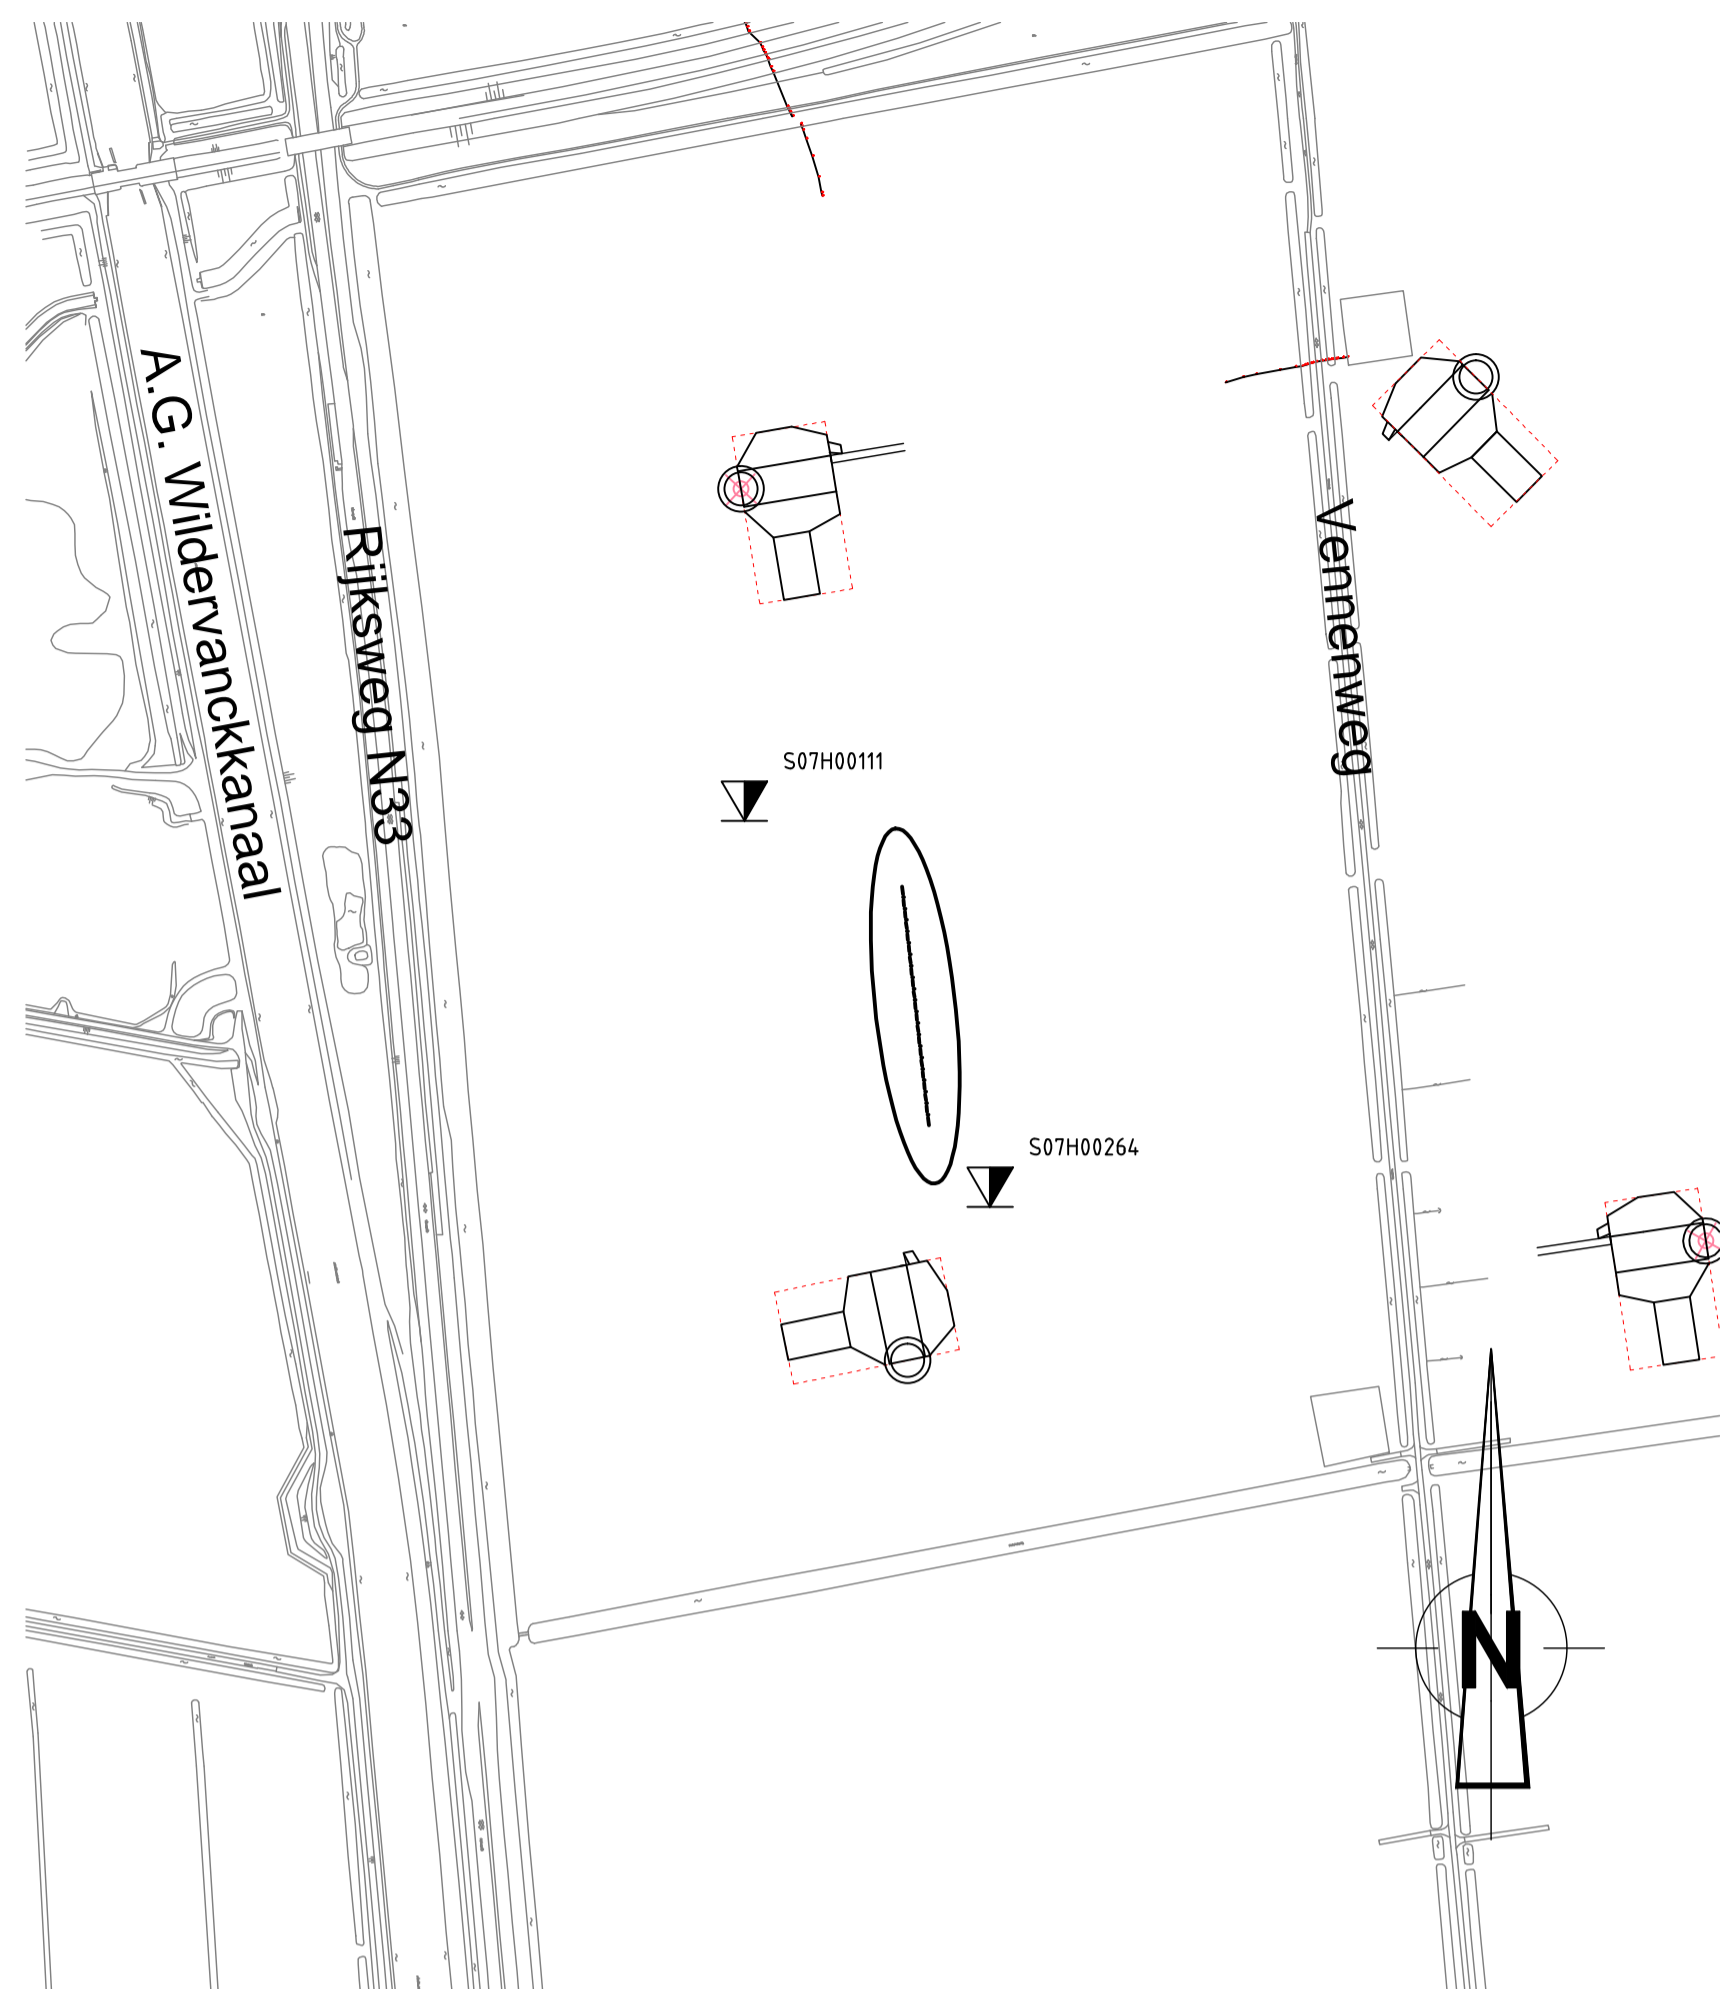 A.G. Wildervanckkanaal
Rijksweg N33
Vennenweg
S07H00111
S07H00264
N